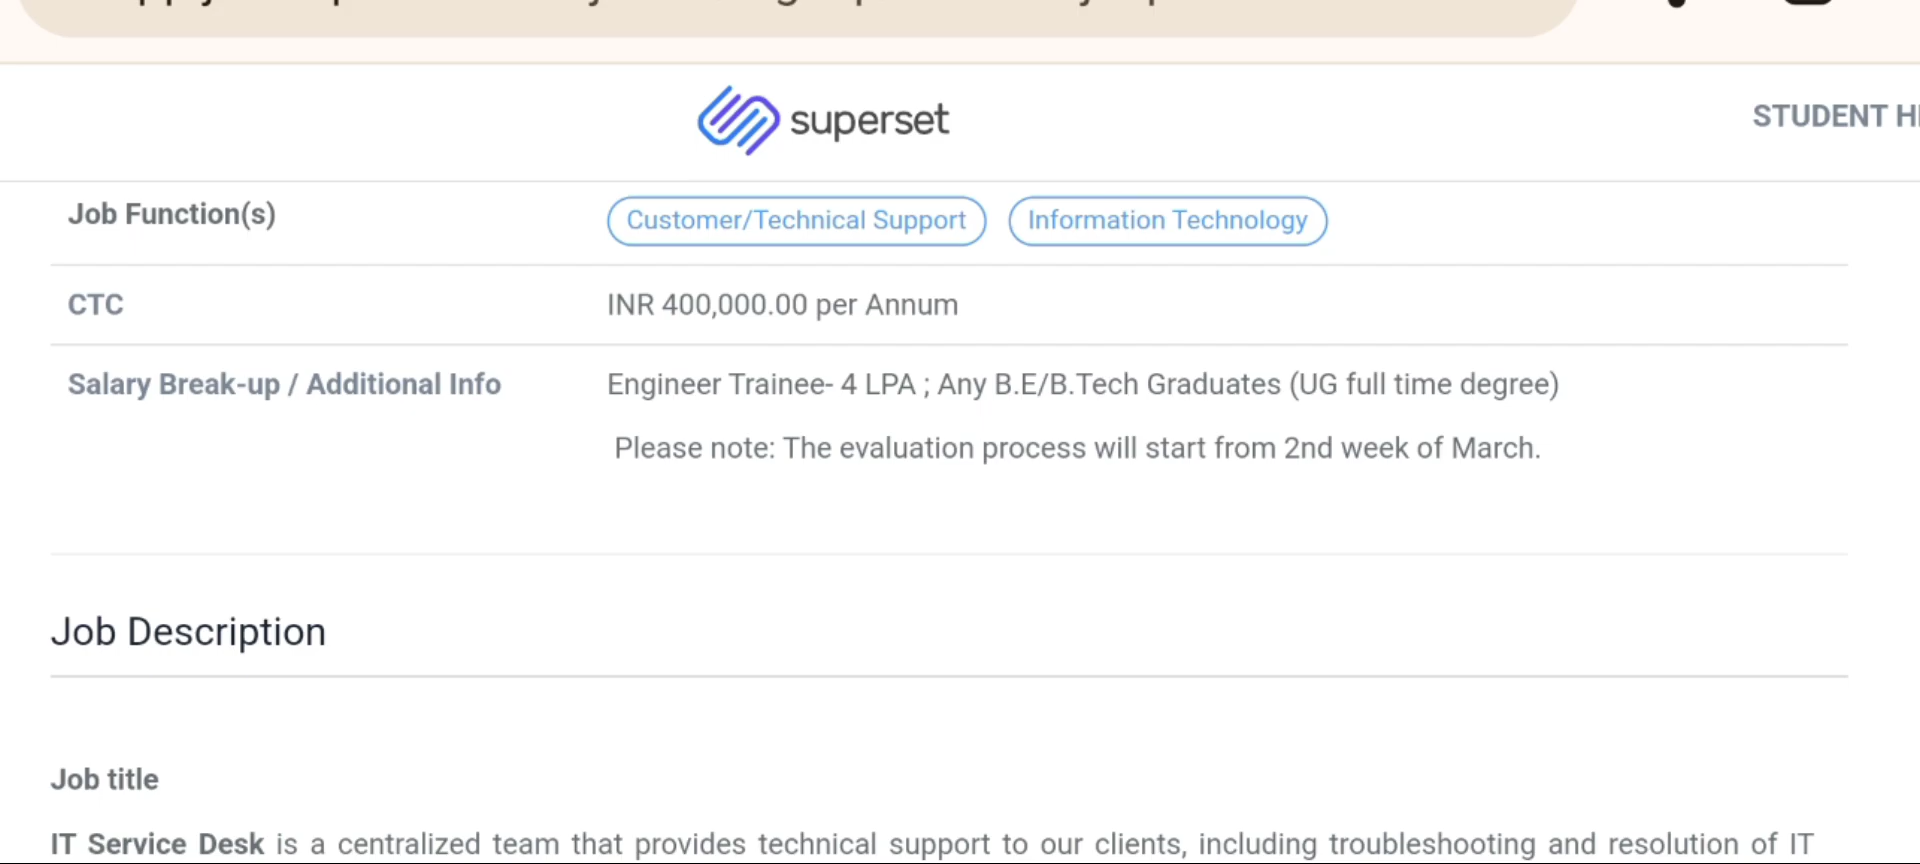 superset
STUDENT
Job Function(s)
Customer/Technical Support
Information Technology
CTC
INR 400,000.00 per Annum
Salary Break-up / Additional Info
Engineer Trainee- 4 LPA ; Any B.E/B.Tech Graduates (UG full time degree)
Please note: The evaluation process will start from 2nd week of March.
Job Description
Job title
IT Service Desk is a centralized team that provides technical support to our clients, including troubleshooting and resolution of IT